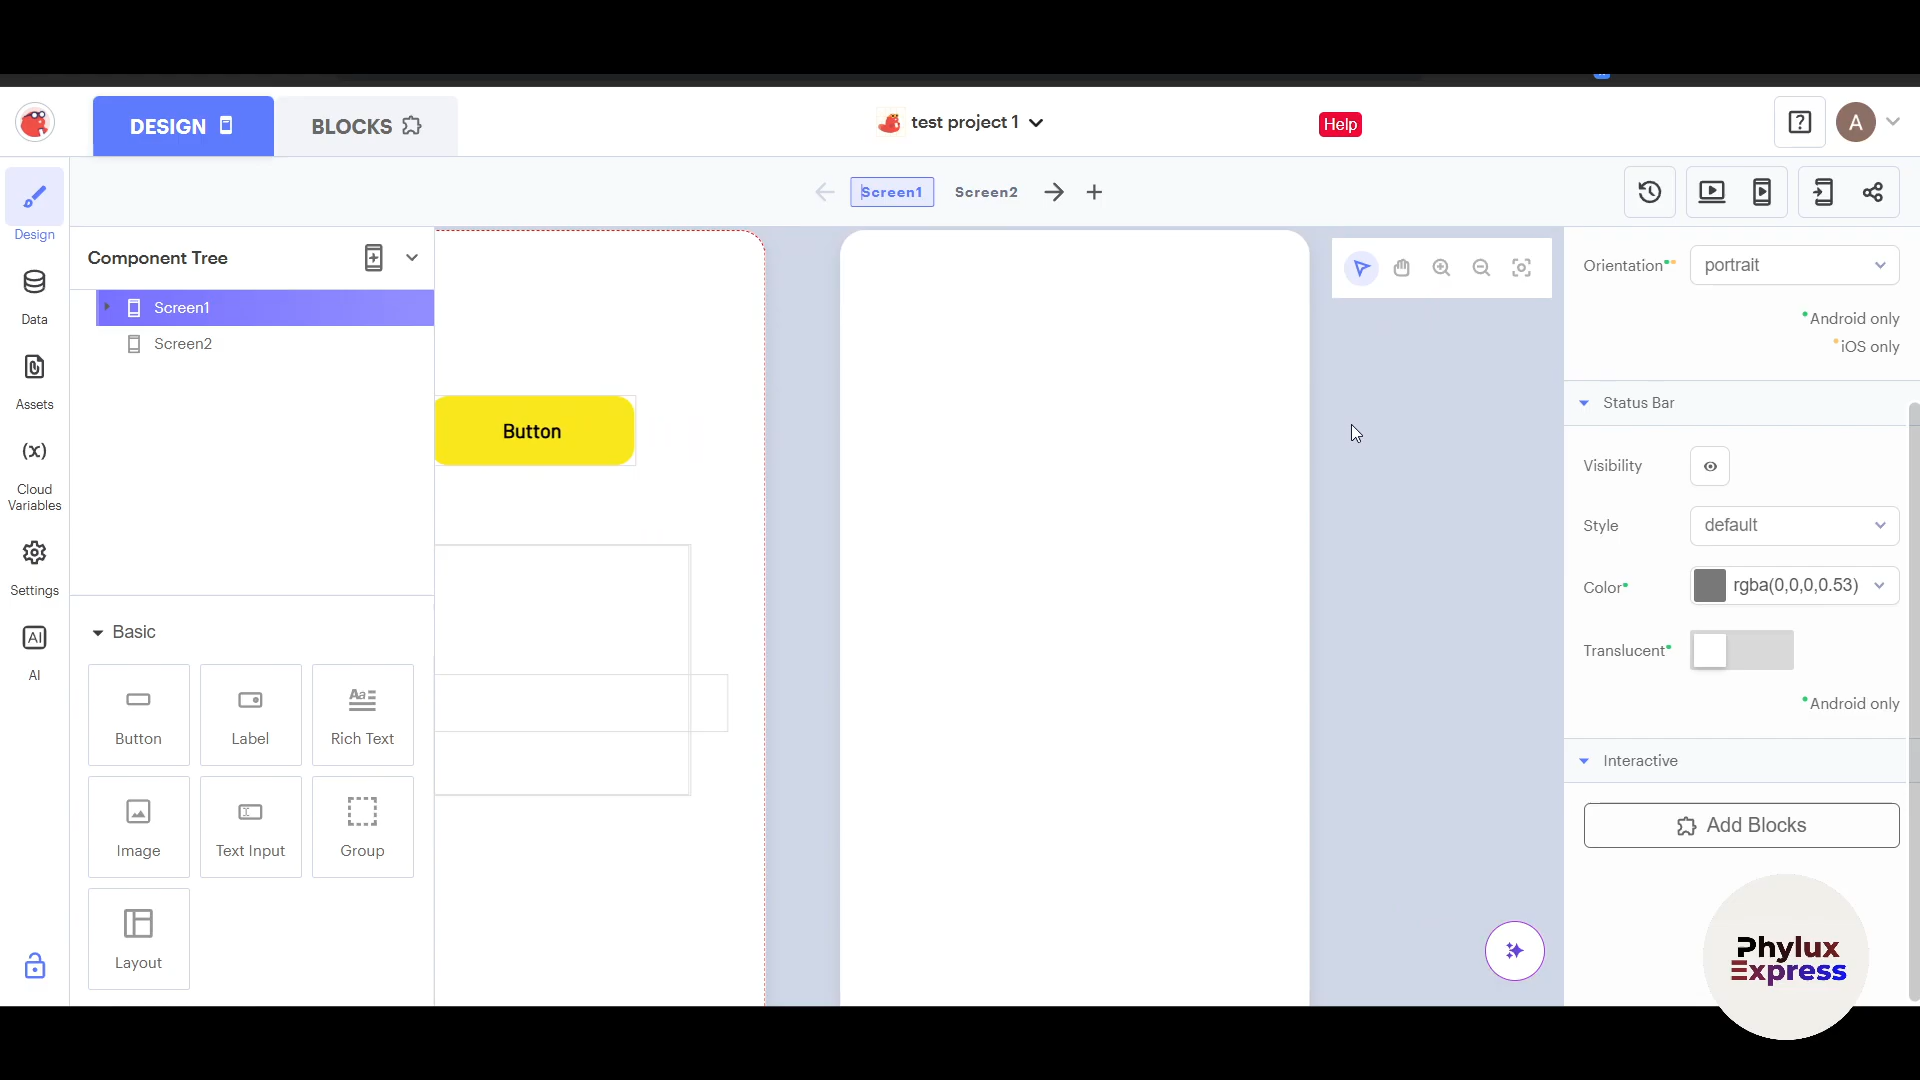 DESIGN
BLOCKS
test project 1
Help
?
A
Screen1
Screen2
Design
Data
Assets
(x)
Cloud
Variables
Settings
AI
AI
Component Tree
Screen1
Screen2
Basic
Button
Label
Aa
Rich Text
Image
Text Input
Group
Layout
Button
Orientation
portrait
Android only
iOS only
Status Bar
Visibility
Style
default
Color
rgba(0,0,0,0.53)
Translucent
Android only
Interactive
Add Blocks
Phylux
Express